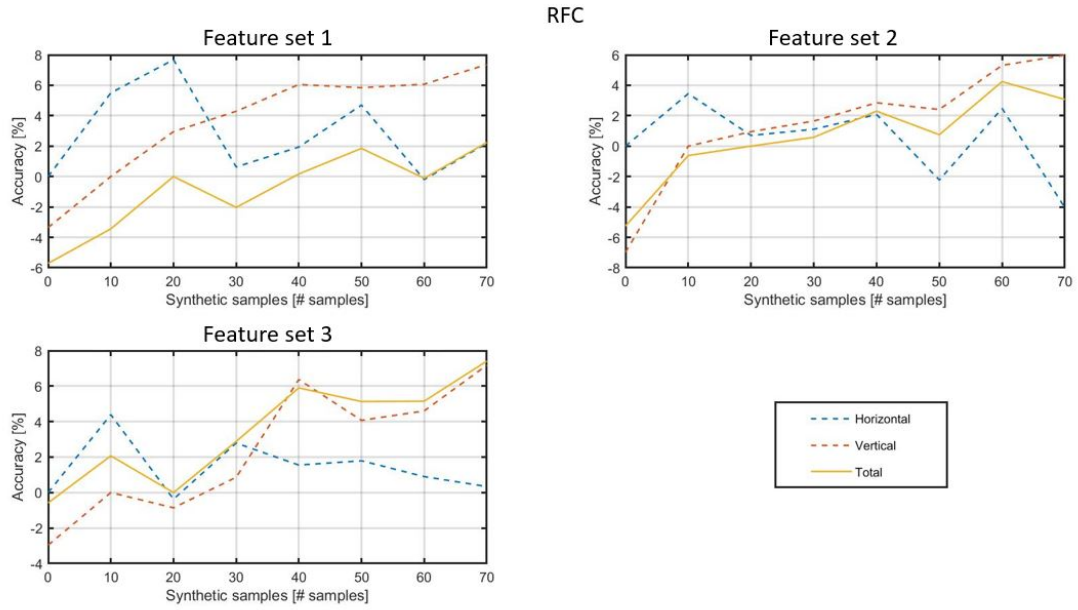 RFC
Feature set 1
8
6
4
2
0
-2
-4
-6
Accuracy [%]
0 10 20 30 40 50 60 70
Synthetic samples [# samples]
Feature set 2
6
4
2
0
-2
-4
-6
-8
Accuracy [%]
0 10 20 30 40 50 60 70
Synthetic samples [# samples]
Feature set 3
8
6
4
2
0
-2
-4
Accuracy [%]
0 10 20 30 40 50 60 70
Synthetic samples [# samples]
Horizontal
Vertical
Total